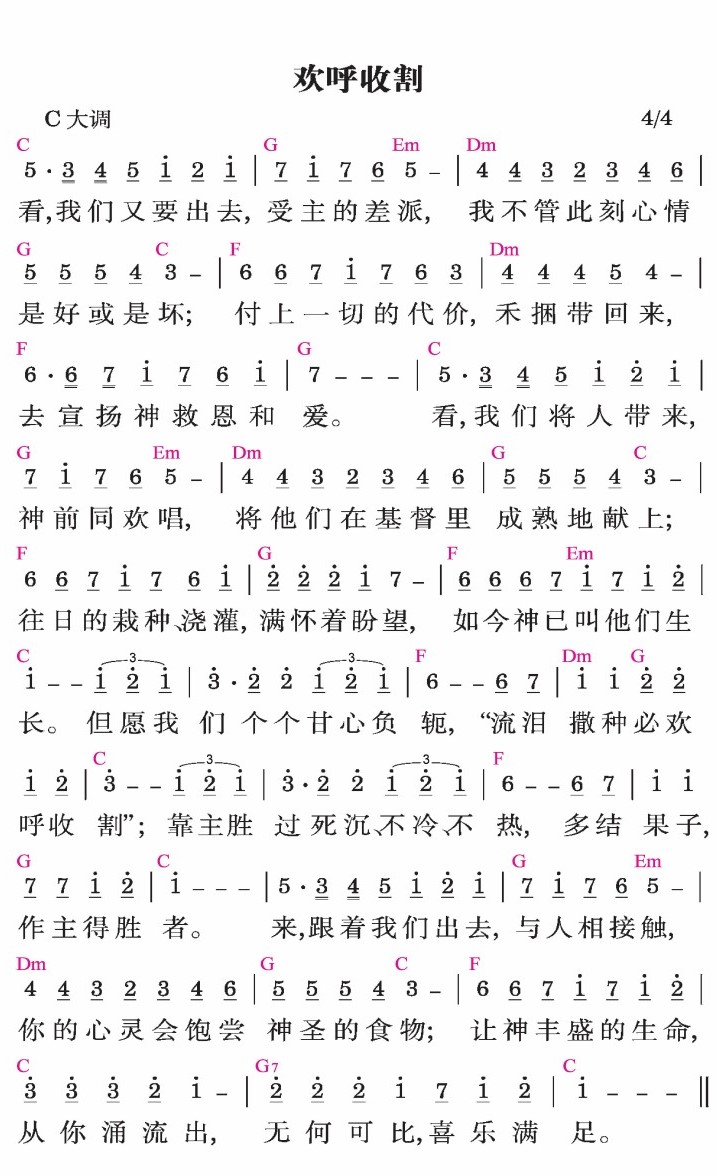 欢呼收割
C 大调 4/4
C G Em Dm
5 · 3 4 5 i 2 i | 7 i 7 6 5 – | 4 4 3 2 3 4 6 |
看,我们又要出去, 受主的差派, 我不管此刻心情
G C F Dm
5 5 5 4 3 – | 6 6 7 i 7 6 3 | 4 4 4 5 4 – |
是好或是坏; 付上一切的代价, 禾捆带回来,
F G C
6 · 6 7 i 7 6 i | 7 – – – | 5 · 3 4 5 i 2 i |
去宣扬神救恩和 爱。 看,我们将人带来,
G Em Dm G C
7 i 7 6 5 – | 4 4 3 2 3 4 6 | 5 5 5 4 3 – |
神前同欢唱, 将他们在基督里 成熟地献上;
F G F Em
6 6 7 i 7 6 i | 2 2 2 i 7 – | 6 6 6 7 i 7 i 2 |
往日的栽种、浇灌, 满怀着盼望, 如今神已叫他们生
C 3 3 F Dm G
i – – i 2 i | 3 · 2 2 i 2 i | 6 – – 6 7 | i i 2 2
长。 但愿我 们 个个甘心负 轭, “流泪 撒种必欢
C 3 3 F
i 2 | 3 – – i 2 i | 3 · 2 2 i 2 i | 6 – – 6 7 | i i
呼收 割”; 靠主胜 过死沉、不冷、不 热, 多结 果子,
G C G Em
7 7 i 2 | i – – – | 5 · 3 4 5 i 2 i | 7 i 7 6 5 – |
作主得胜 者。 来,跟着我们出去, 与人相接触,
Dm G C F
4 4 3 2 3 4 6 | 5 5 5 4 3 – | 6 6 7 i 7 i 2 |
你的心灵会饱尝 神圣的食物; 让神丰盛的生命,
C G7 C
3 3 3 2 i – | 2 2 2 i 7 i 2 | i – – – ‖
从你涌流出, 无何可比,喜乐满 足。